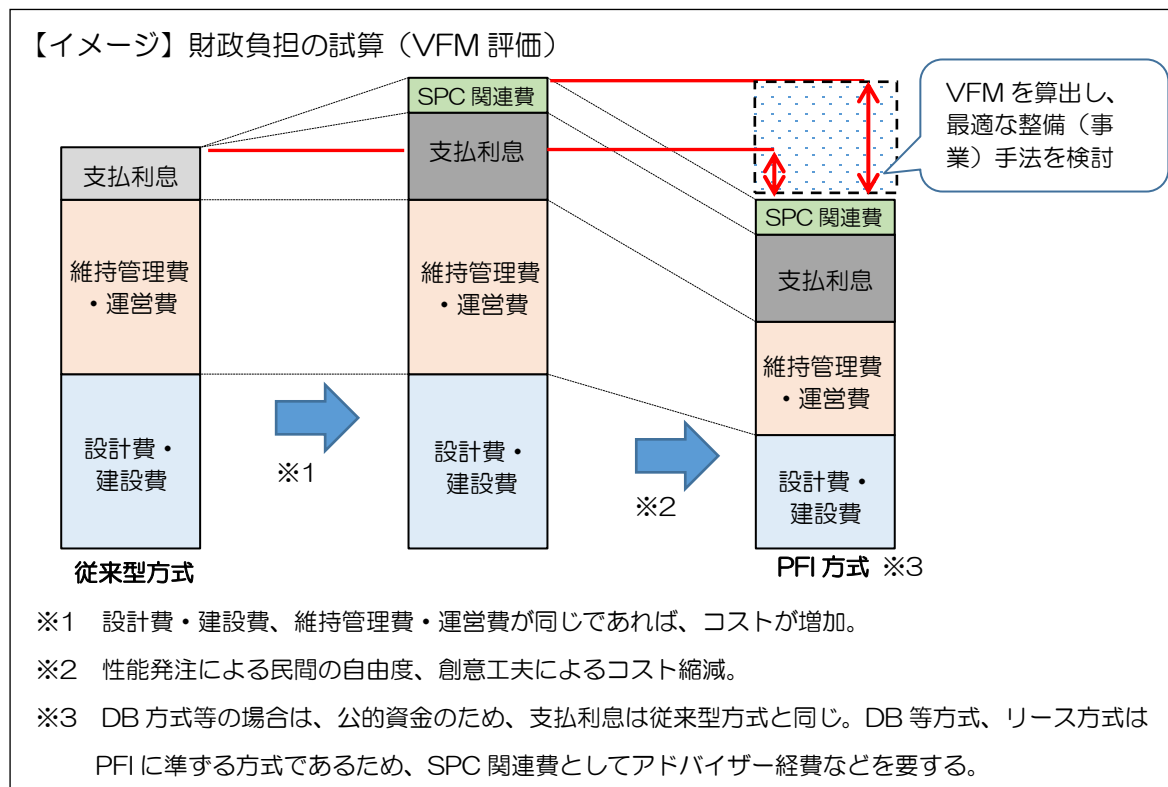 【イメージ】財政負担の試算（VFM 評価）
VFM を算出し、
最適な整備（事
業）手法を検討
支払利息
維持管理費
・運営費
設計費・
建設費
従来型方式
※1
SPC 関連費
支払利息
維持管理費
・運営費
設計費・
建設費
※2
SPC 関連費
支払利息
維持管理費
・運営費
設計費・
建設費
PFI 方式 ※3
※1 設計費・建設費、維持管理費・運営費が同じであれば、コストが増加。
※2 性能発注による民間の自由度、創意工夫によるコスト縮減。
※3 DB 方式等の場合は、公的資金のため、支払利息は従来型方式と同じ。DB 等方式、リース方式は
PFI に準ずる方式であるため、SPC 関連費としてアドバイザー経費などを要する。